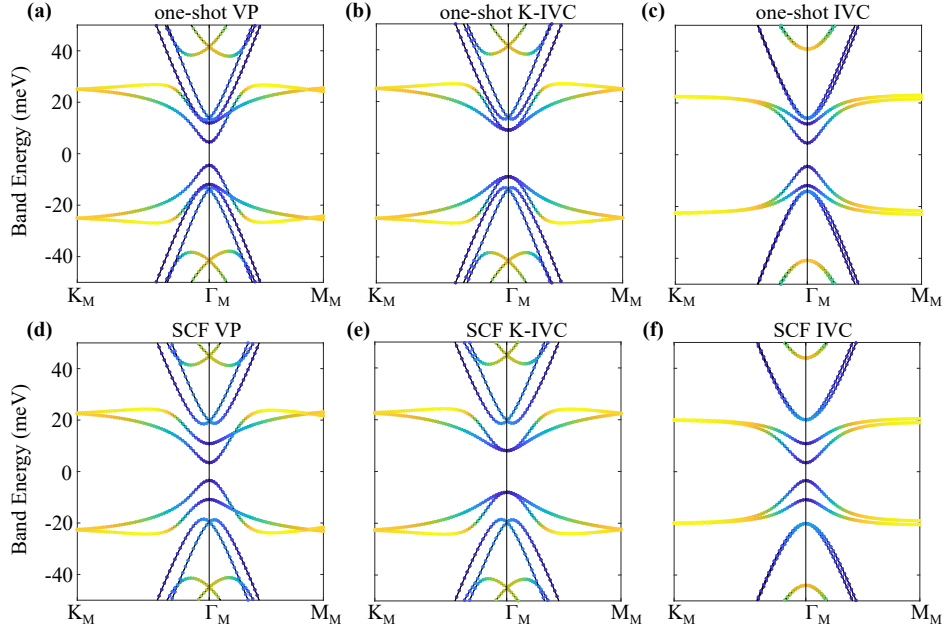 (a) one-shot VP
(b) one-shot K-IVC
(c) one-shot IVC
Band Energy (meV)
40
20
0
-20
-40
K_M Γ_M M_M
K_M Γ_M M_M
K_M Γ_M M_M
(d) SCF VP
(e) SCF K-IVC
(f) SCF IVC
Band Energy (meV)
40
20
0
-20
-40
K_M Γ_M M_M
K_M Γ_M M_M
K_M Γ_M M_M